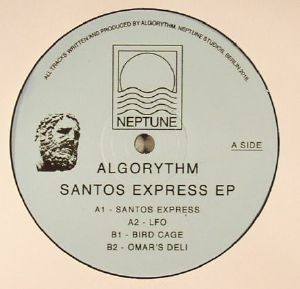 ALL TRACKS WRITTEN AND PRODUCED BY ALGORYTHM, NEPTUNE STUDIOS, BERLIN 2016.
NEPTUNE
A SIDE
ALGORYTHM
SANTOS EXPRESS EP
A1 - SANTOS EXPRESS
A2 - LFO
B1 - BIRD CAGE
B2 - OMAR'S DELI